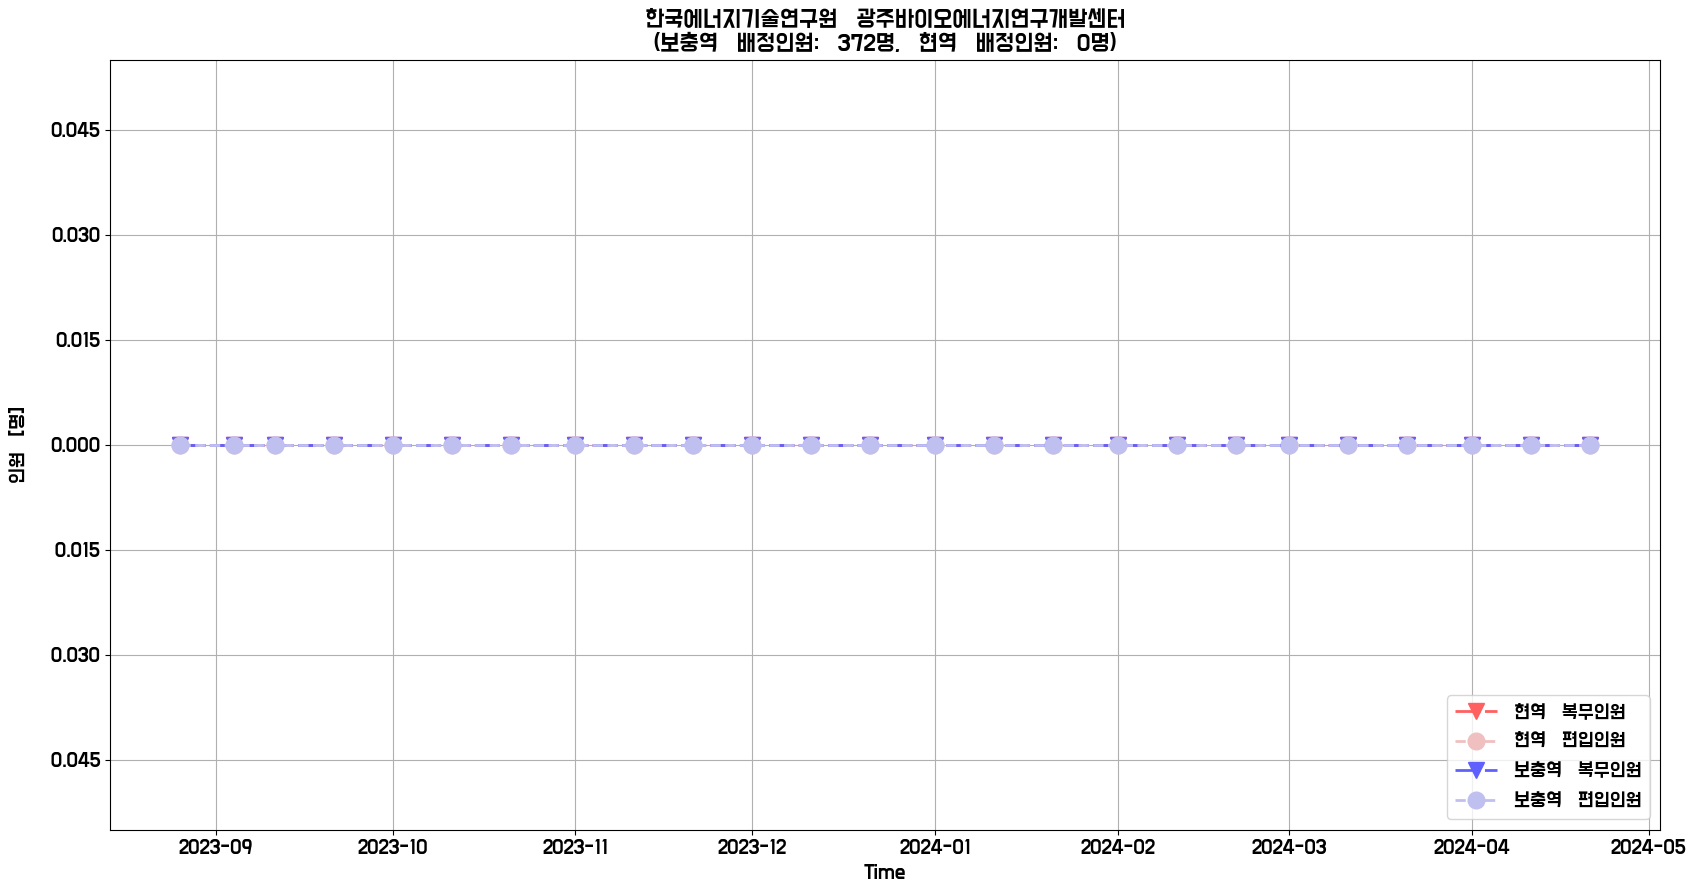 한국에너지기술연구원 광주바이오에너지연구개발센터
(보충역 배정인원: 372명, 현역 배정인원: 0명)
0.045
0.030
0.015
0.000
0.015
0.030
0.045
인원 [명]
현역 복무인원
현역 편입인원
보충역 복무인원
보충역 편입인원
2023-09 2023-10 2023-11 2023-12 2024-01 2024-02 2024-03 2024-04 2024-05
Time